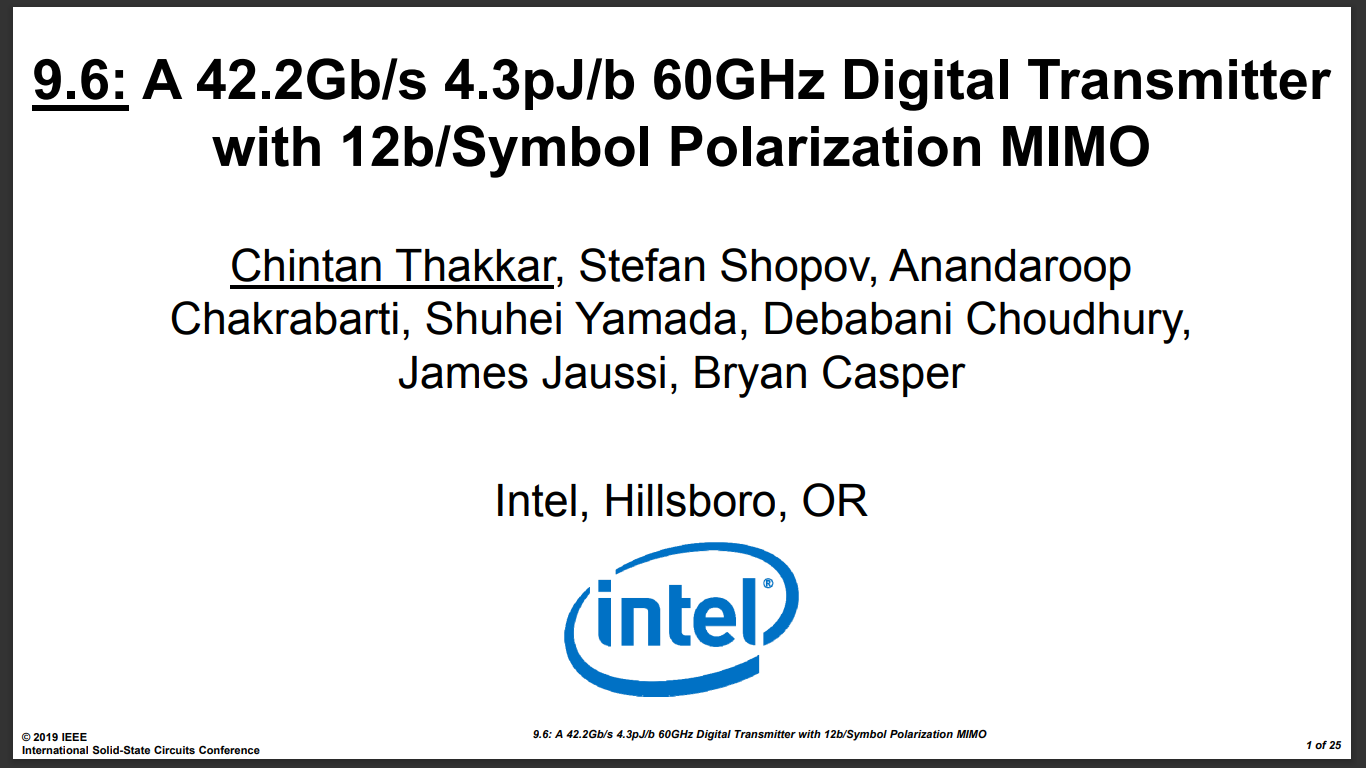 9.6: A 42.2Gb/s 4.3pJ/b 60GHz Digital Transmitter
with 12b/Symbol Polarization MIMO
Chintan Thakkar, Stefan Shopov, Anandaroop
Chakrabarti, Shuhei Yamada, Debabani Choudhury,
James Jaussi, Bryan Casper
Intel, Hillsboro, OR
intel®
© 2019 IEEE
International Solid-State Circuits Conference
9.6: A 42.2Gb/s 4.3pJ/b 60GHz Digital Transmitter with 12b/Symbol Polarization MIMO
1 of 25